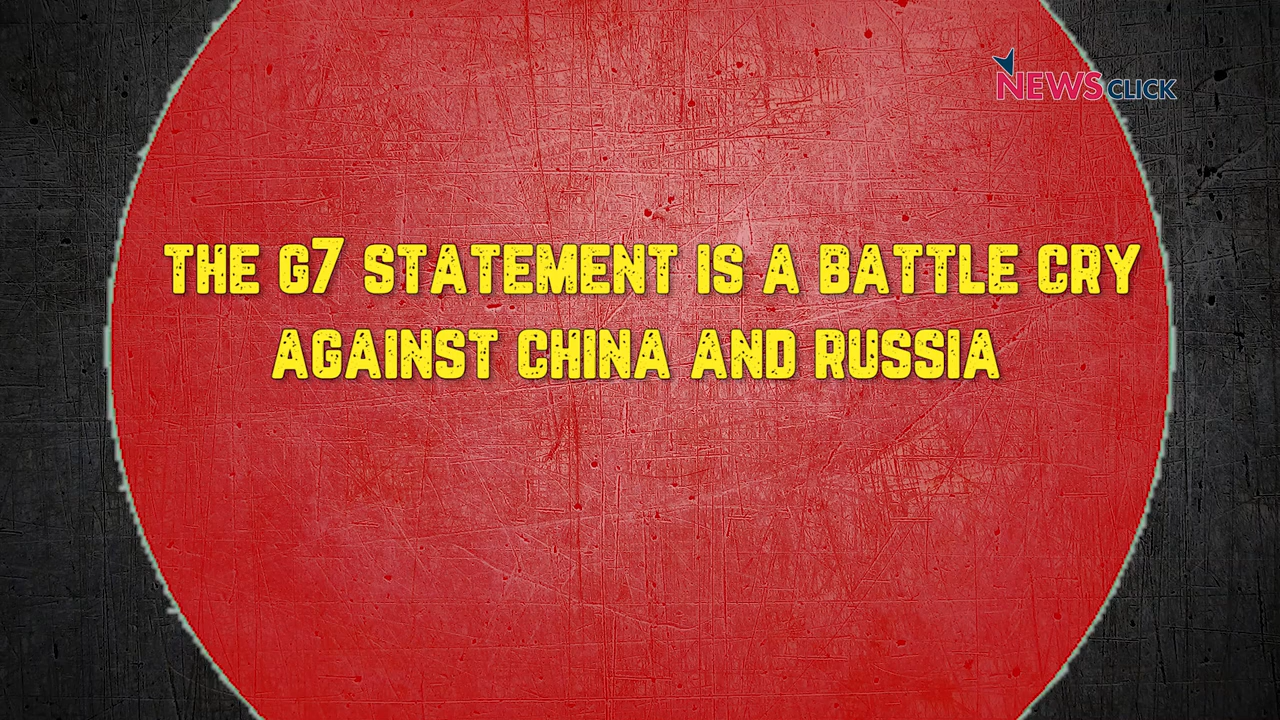 NEWSCLICK
THE G7 STATEMENT IS A BATTLE CRY
AGAINST CHINA AND RUSSIA